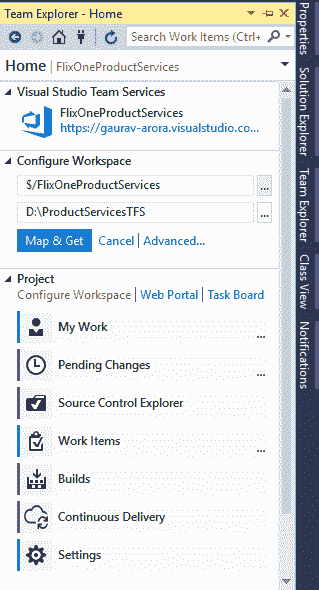 Team Explorer - Home
Search Work Items (Ctrl+
Home | FlixOneProductServices
Visual Studio Team Services
FlixOneProductServices
https://gaurav-arora.visualstudio.co...
Configure Workspace
$/FlixOneProductServices
...
D:\ProductServicesTFS
...
Map & Get Cancel | Advanced...
Project
Configure Workspace | Web Portal | Task Board
My Work
...
Pending Changes
...
Source Control Explorer
Work Items
...
Builds
Continuous Delivery
Settings
Properties
Solution Explorer
Team Explorer
Class View
Notifications